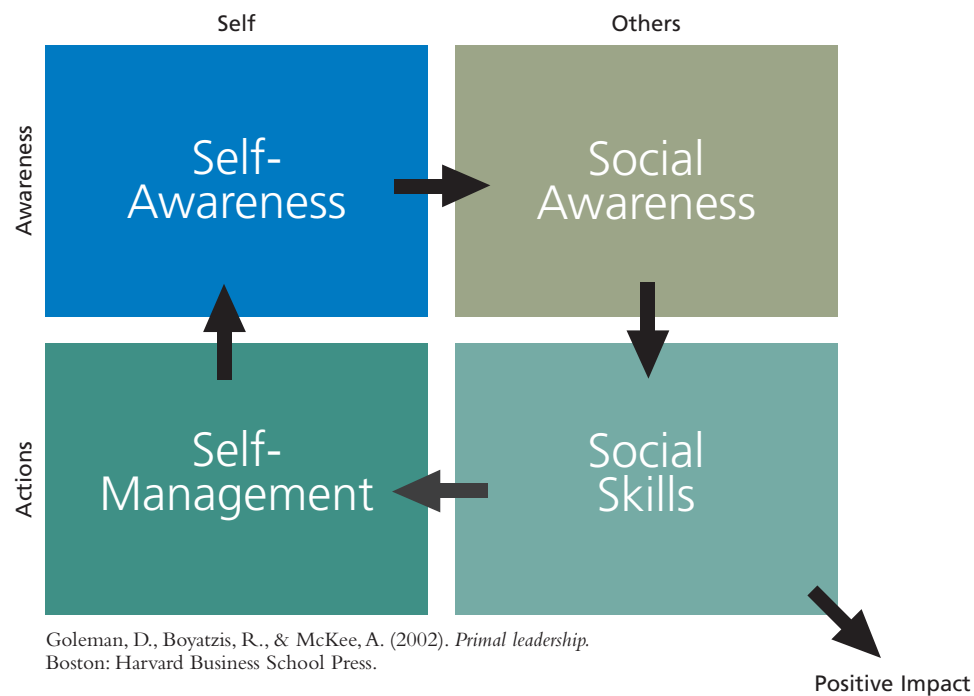 Self
Others
Awareness
Self-
Awareness
Social
Awareness
Actions
Self-
Management
Social
Skills
Goleman, D., Boyatzis, R., & McKee, A. (2002). Primal leadership.
Boston: Harvard Business School Press.
Positive Impact